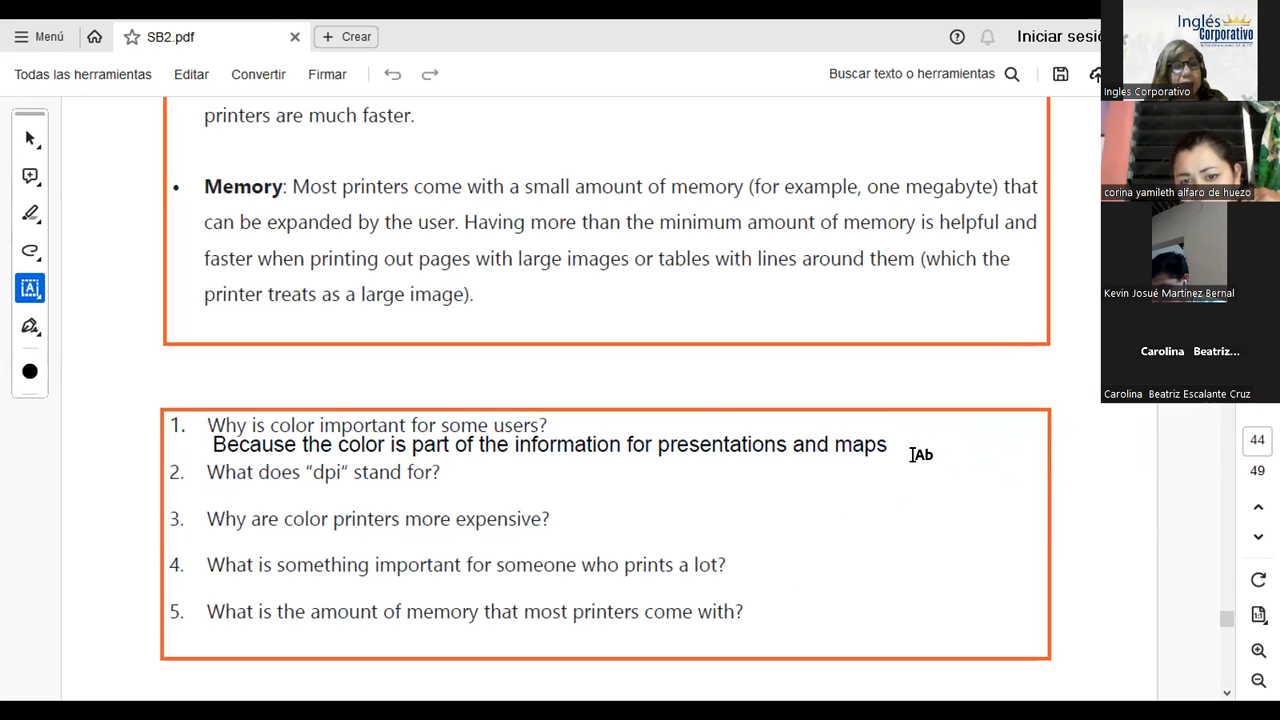 Menú
SB2.pdf
Crear
Iniciar sesió
Todas las herramientas
Editar
Convertir
Firmar
Buscar texto o herramientas
printers are much faster.
• Memory: Most printers come with a small amount of memory (for example, one megabyte) that
can be expanded by the user. Having more than the minimum amount of memory is helpful and
faster when printing out pages with large images or tables with lines around them (which the
printer treats as a large image).
1. Why is color important for some users?
Because the color is part of the information for presentations and maps
Ab
2. What does “dpi“ stand for?
3. Why are color printers more expensive?
4. What is something important for someone who prints a lot?
5. What is the amount of memory that most printers come with?
44
49
1:1
Inglés
Corporativo
Ingles Corporativo
corina yamileth alfaro de huezo
Kevin Josué Martinez Bernal
Carolina Beatriz...
Carolina Beatriz Escalante Cruz